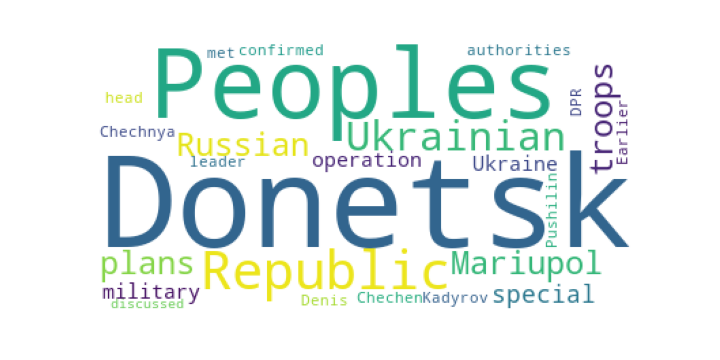 met confirmed authorities
Peoples
head
DPR
troops
Earlier
Chechnya
Russian
Ukrainian
leader
operation
Ukraine
Donetsk
Pushilin
plans
Republic
Mariupol
military
discussed
Denis
Chechen
Kadyrov
special